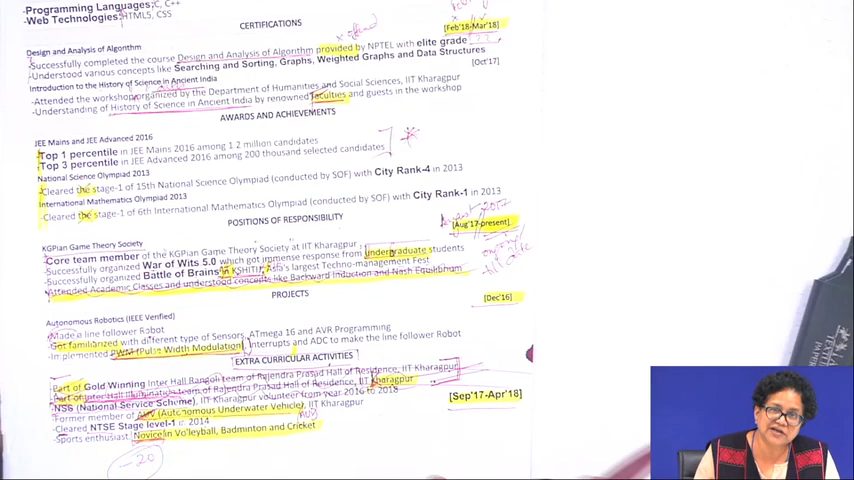 -Programming Languages: C, C++
-Web Technologies: HTML5, CSS
CERTIFICATIONS
x offered
[Feb'18-Mar'18]
Design and Analysis of Algorithm
-Successfully completed the course Design and Analysis of Algorithm provided by NPTEL with elite grade
-Understood various concepts like Searching and Sorting, Graphs, Weighted Graphs and Data Structures
[Oct'17]
Introduction to the History of Science in Ancient India
-Attended the workshop organized by the Department of Humanities and Social Sciences, IIT Kharagpur
-Understanding of History of Science in Ancient India by renowned faculties and guests in the workshop
AWARDS AND ACHIEVEMENTS
JEE Mains and JEE Advanced 2016
-Top 1 percentile in JEE Mains 2016 among 1.2 million candidates
-Top 3 percentile in JEE Advanced 2016 among 200 thousand selected candidates
National Science Olympiad 2013
-Cleared the stage-1 of 15th National Science Olympiad (conducted by SOF) with City Rank-4 in 2013
International Mathematics Olympiad 2013
-Cleared the stage-1 of 6th International Mathematics Olympiad (conducted by SOF) with City Rank-1 in 2013
POSITIONS OF RESPONSIBILITY
August 2017
[Aug'17-present]
KGPian Game Theory Society
-Core team member of the KGPian Game Theory Society at IIT Kharagpur
-Successfully organized War of Wits 5.0 which got immense response from undergraduate students
-Successfully organized Battle of Brains in KSHITIJ, Asia's largest Techno-management Fest
-Attended Academic Classes and understood concepts like Backward Induction and Nash Equilibrium
till date
PROJECTS
[Dec'16]
Autonomous Robotics (IEEE Verified)
-Made a line follower Robot
-Got familiarized with different type of Sensors, ATmega 16 and AVR Programming
-Implemented PWM (Pulse Width Modulation), Interrupts and ADC to make the line follower Robot
EXTRA CURRICULAR ACTIVITIES
-Part of Gold Winning Inter Hall Rangoli team of Rajendra Prasad Hall of Residence, IIT Kharagpur
-Part of Inter Hall Illumination team of Rajendra Prasad Hall of Residence, IIT Kharagpur
-NSS (National Service Scheme), IIT Kharagpur volunteer from year 2016 to 2018
[Sep'17-Apr'18]
-Former member of AUV (Autonomous Underwater Vehicle), IIT Kharagpur
-Cleared NTSE Stage level-1 in 2014
-Sports enthusiast, Novice in Volleyball, Badminton and Cricket
-20